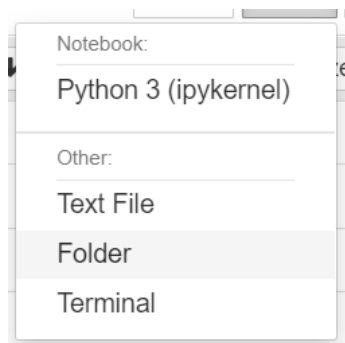 Notebook:
Python 3 (ipykernel)
Other:
Text File
Folder
Terminal